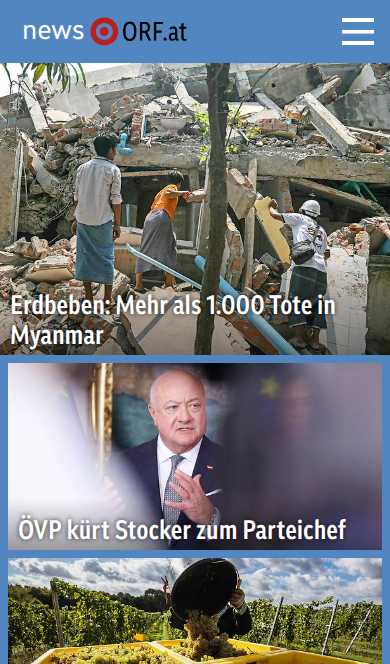 news ORF.at
Erdbeben: Mehr als 1.000 Tote in
Myanmar
ÖVP kürt Stocker zum Parteichef